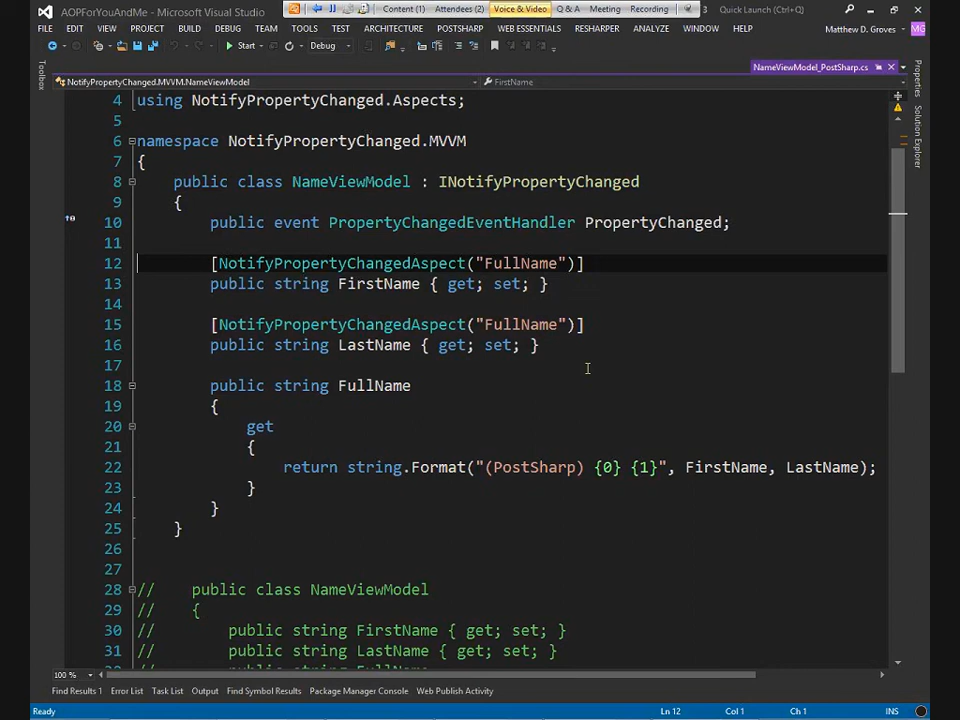 AOPForYouAndMe - Microsoft Visual Studio
Content (1)
Attendees (2)
Voice & Video
Q & A
Meeting
Recording
3
Quick Launch (Ctrl+Q)
FILE EDIT VIEW PROJECT BUILD DEBUG TEAM TOOLS TEST ARCHITECTURE POSTSHARP WEB ESSENTIALS RESHARPER ANALYZE WINDOW HELP
Matthew D. Groves MG
Start Debug
Toolbox
NameViewModel_PostSharp.cs
NotifyPropertyChanged.MVVM.NameViewModel
FirstName
Properties
Solution Explorer
4 using NotifyPropertyChanged.Aspects;
5
6 namespace NotifyPropertyChanged.MVVM
7 {
8 public class NameViewModel : INotifyPropertyChanged
9 {
10 public event PropertyChangedEventHandler PropertyChanged;
11
12 [NotifyPropertyChangedAspect("FullName")]
13 public string FirstName { get; set; }
14
15 [NotifyPropertyChangedAspect("FullName")]
16 public string LastName { get; set; }
17
18 public string FullName
19 {
20 get
21 {
22 return string.Format("(PostSharp) {0} {1}", FirstName, LastName);
23 }
24 }
25 }
26
27
28 // public class NameViewModel
29 // {
30 // public string FirstName { get; set; }
31 // public string LastName { get; set; }
100 %
Find Results 1 Error List Task List Output Find Symbol Results Package Manager Console Web Publish Activity
Ready Ln 12 Col 1 Ch 1 INS